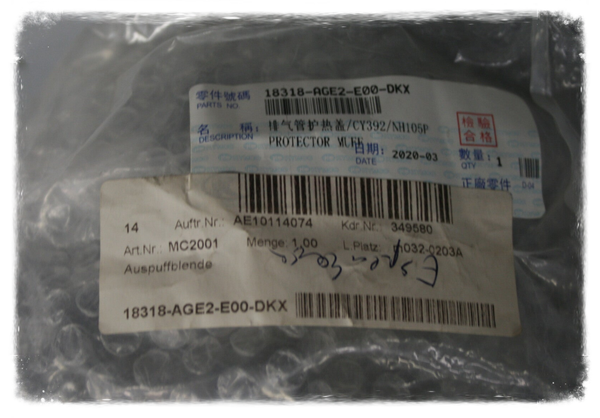 零件號碼 18318-AGE2-E00-DKX
PARTS NO.
名 稱: 排气管护热盖/CY392/NH105P
DESCRIPTION PROTECTOR MUFF
檢驗
合格
日期: 2020-03
DATE
數量: 1
QTY
正廠零件
14 Auftr.Nr.: AE10114074 Kdr.Nr.: 349580
Art.Nr.: MC2001 Menge: 1,00 L.Platz:
Auspuffblende
18318-AGE2-E00-DKX